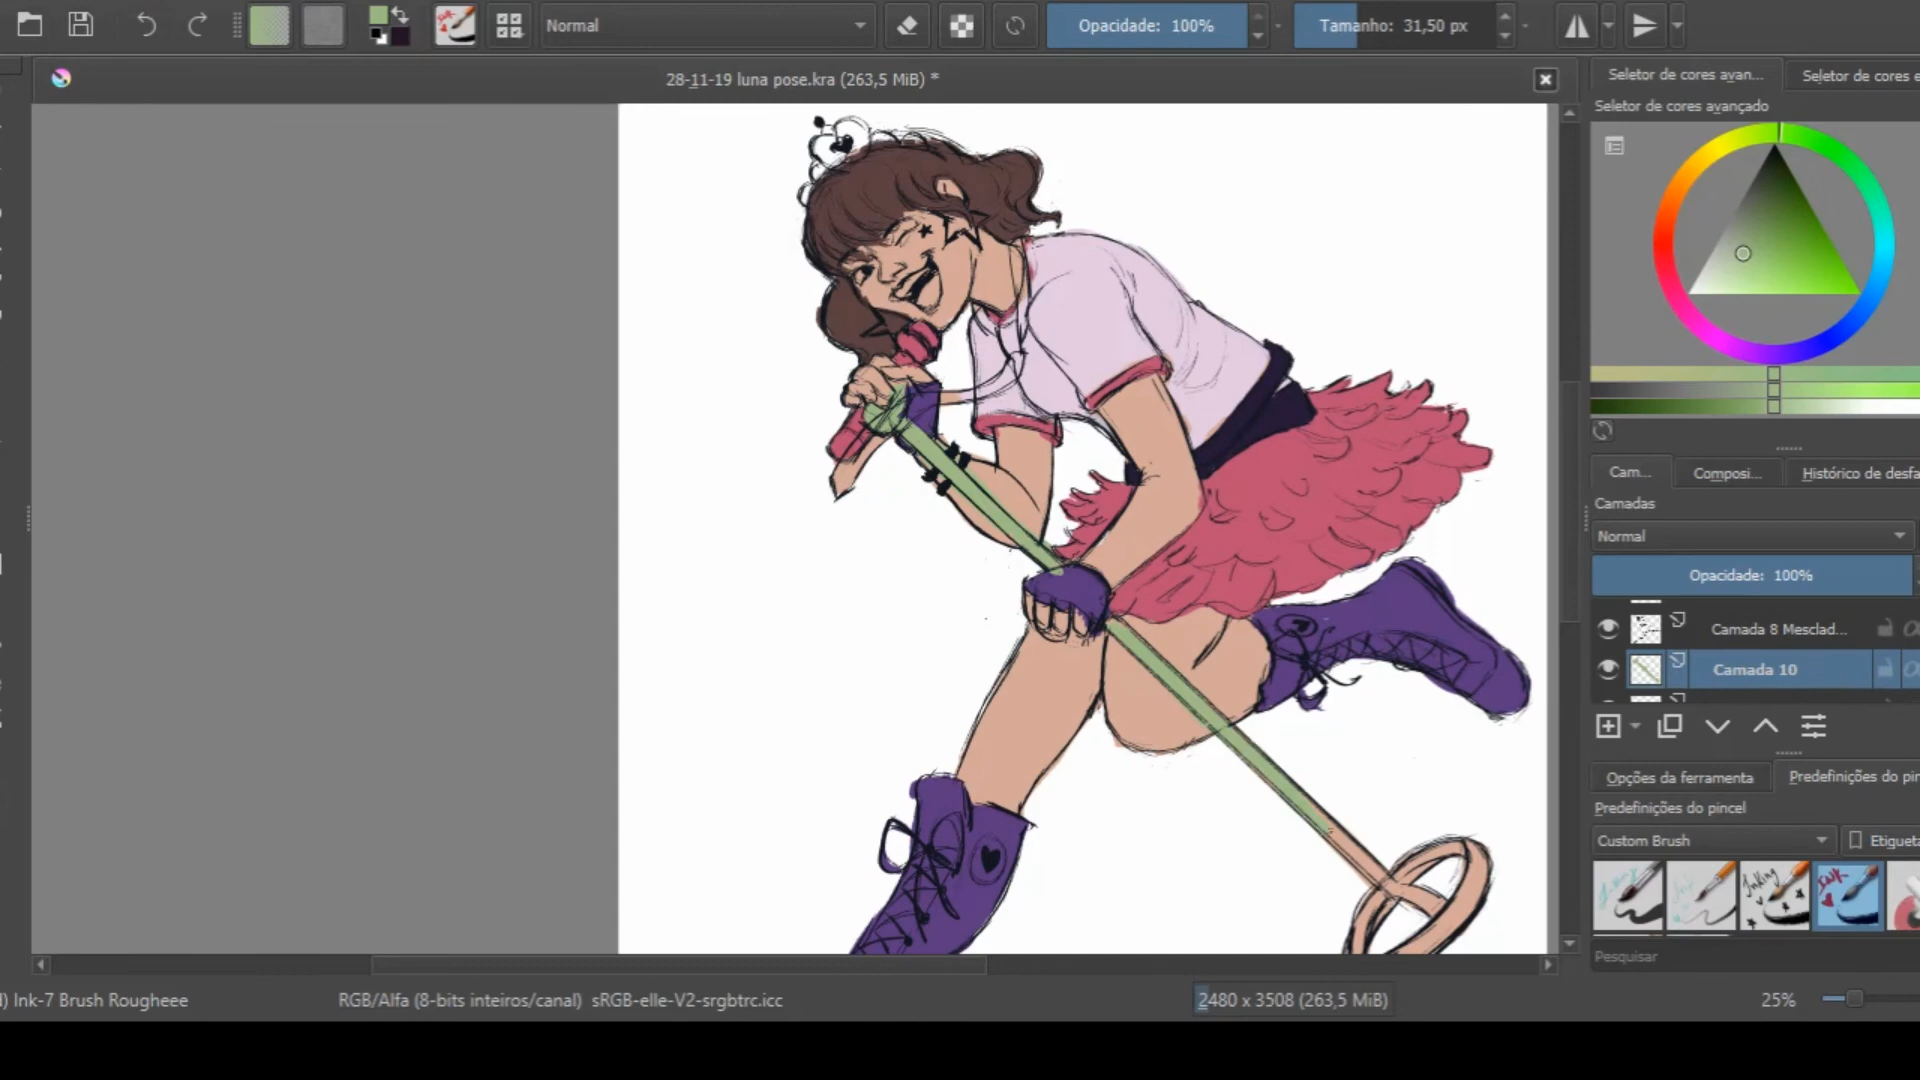 Normal
Opacidade: 100%
Tamanho: 31,50 px
28-11-19 luna pose.kra (263,5 MiB) *
Seletor de cores avan...
Seletor de cores e
Seletor de cores avançado
Cam...
Composi...
Histórico de desfa
Camadas
Normal
Opacidade: 100%
Camada 8 Mesclad...
Camada 10
Opções da ferramenta
Predefinições do pin
Predefinições do pincel
Custom Brush
Etiqueta
Pesquisar
) Ink-7 Brush Rougheee
RGB/Alfa (8-bits inteiros/canal) sRGB-elle-V2-srgbtrc.icc
2480 x 3508 (263,5 MiB)
25%